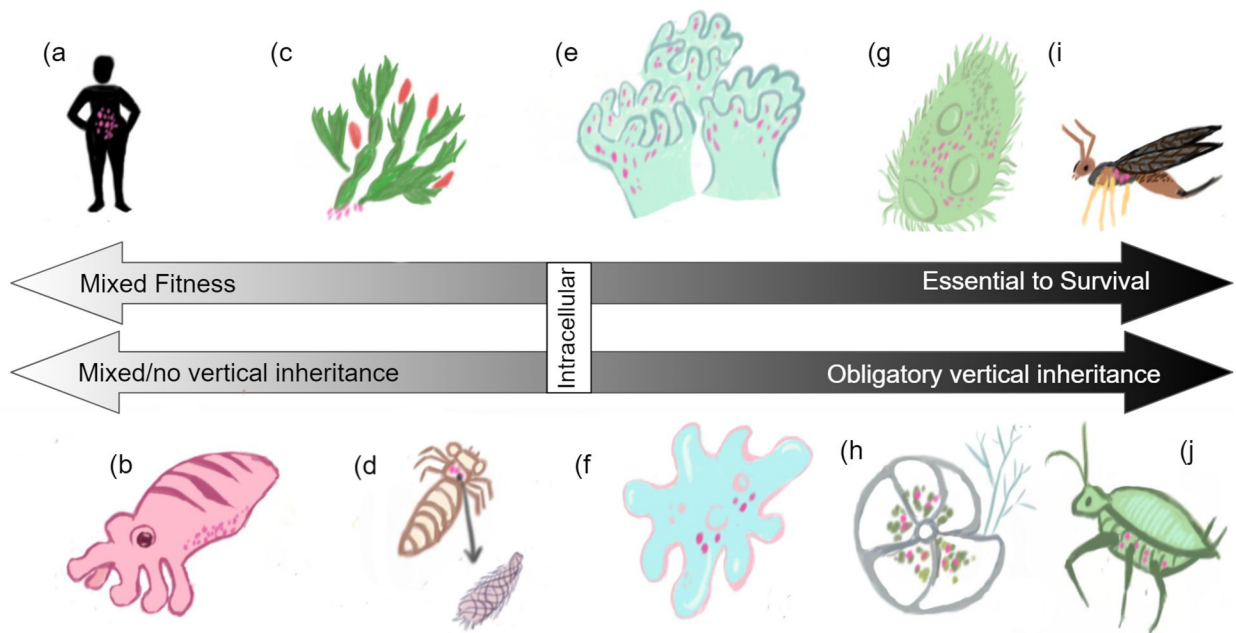 (a
(c
(e
(g
(i
Mixed Fitness
Essential to Survival
Intracellular
Mixed/no vertical inheritance
Obligatory vertical inheritance
(b
(d
(f
(h
(j